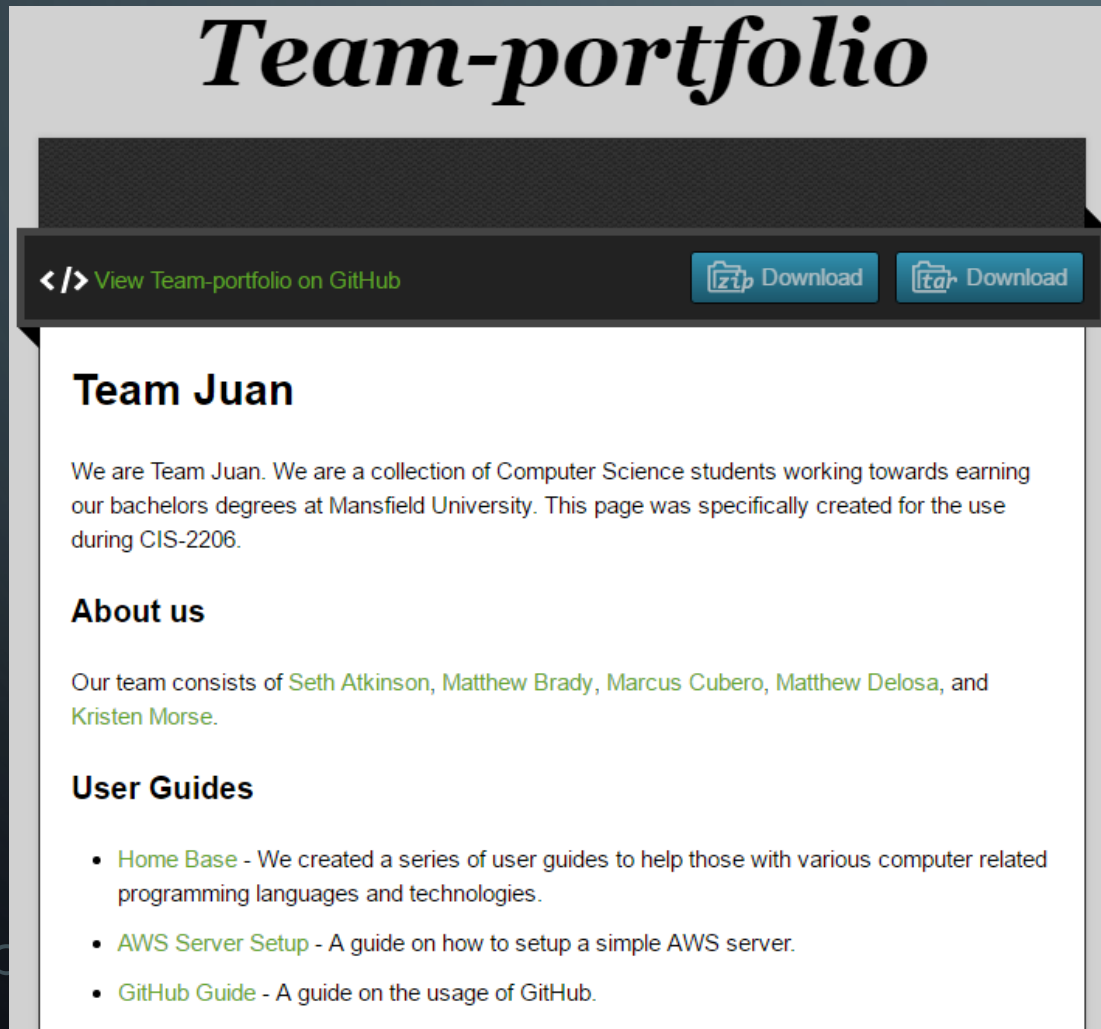 Team-portfolio
</> View Team-portfolio on GitHub
zip Download
tar Download
Team Juan
We are Team Juan. We are a collection of Computer Science students working towards earning
our bachelors degrees at Mansfield University. This page was specifically created for the use
during CIS-2206.
About us
Our team consists of Seth Atkinson, Matthew Brady, Marcus Cubero, Matthew Delosa, and
Kristen Morse.
User Guides
• Home Base - We created a series of user guides to help those with various computer related
programming languages and technologies.
• AWS Server Setup - A guide on how to setup a simple AWS server.
• GitHub Guide - A guide on the usage of GitHub.